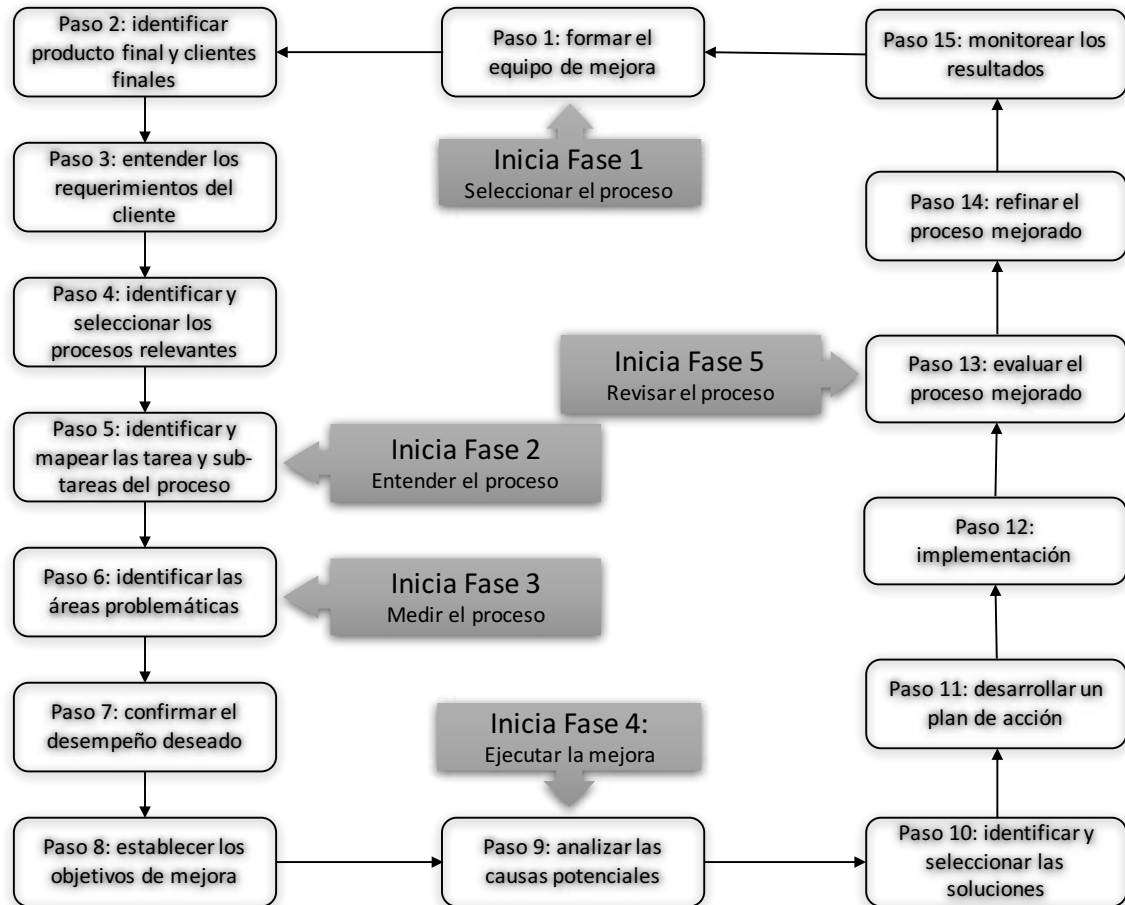 Paso 1: formar el
equipo de mejora
Inicia Fase 1
Seleccionar el proceso
Paso 2: identificar
producto final y clientes
finales
Paso 3: entender los
requerimientos del
cliente
Paso 4: identificar y
seleccionar los
procesos relevantes
Paso 5: identificar y
mapear las tarea y sub-
tareas del proceso
Inicia Fase 2
Entender el proceso
Paso 6: identificar las
áreas problemáticas
Inicia Fase 3
Medir el proceso
Paso 7: confirmar el
desempeño deseado
Paso 8: establecer los
objetivos de mejora
Paso 9: analizar las
causas potenciales
Inicia Fase 4:
Ejecutar la mejora
Paso 10: identificar y
seleccionar las
soluciones
Paso 11: desarrollar un
plan de acción
Paso 12:
implementación
Paso 13: evaluar el
proceso mejorado
Inicia Fase 5
Revisar el proceso
Paso 14: refinar el
proceso mejorado
Paso 15: monitorear los
resultados